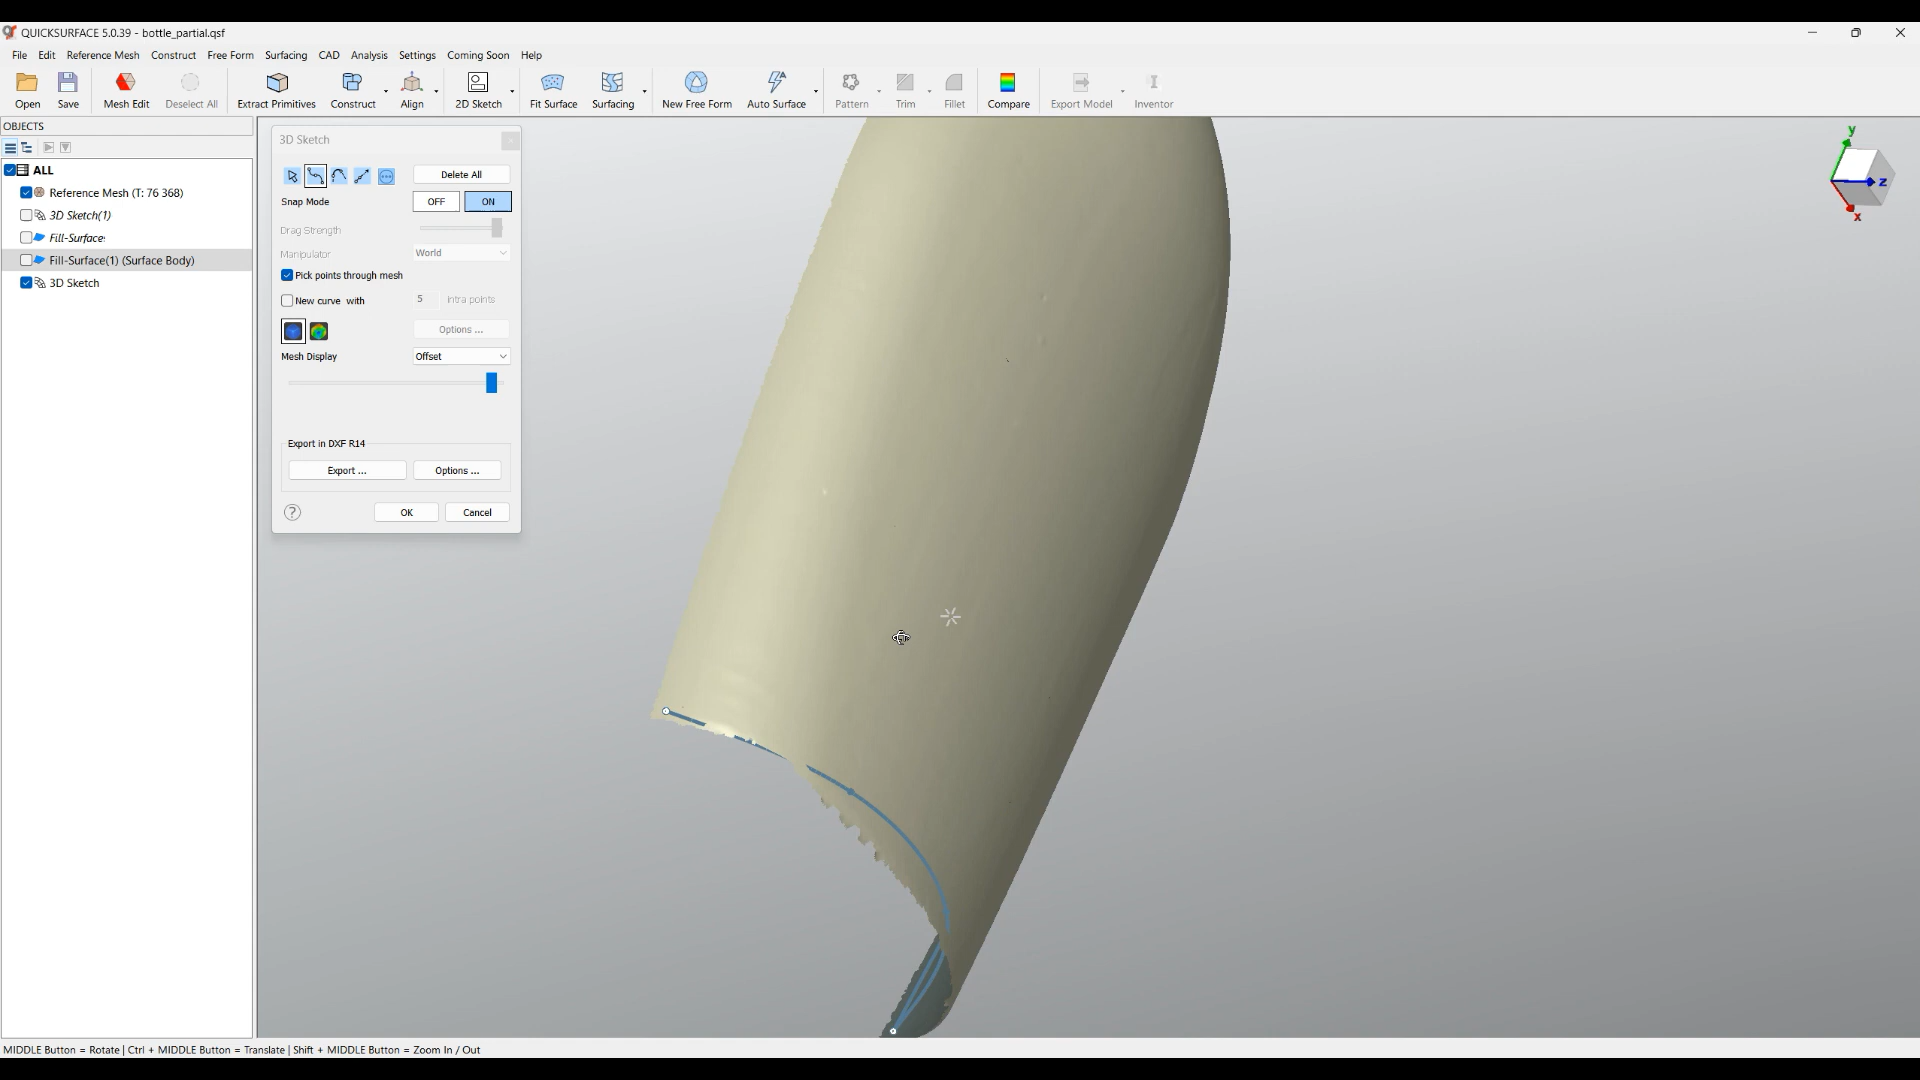 QUICKSURFACE 5.0.39 - bottle_partial.qsf
File Edit Reference Mesh Construct Free Form Surfacing CAD Analysis Settings Coming Soon Help
Open Save Mesh Edit Deselect All Extract Primitives Construct Align 2D Sketch Fit Surface Surfacing New Free Form Auto Surface Pattern Trim Fillet Compare Export Model Inventor
OBJECTS
ALL
Reference Mesh (T: 76 368)
3D Sketch(1)
Fill-Surface
Fill-Surface(1) (Surface Body)
3D Sketch
3D Sketch
Delete All
Snap Mode OFF ON
Drag Strength
Manipulator World
Pick points through mesh
New curve with 5 intra points
Options ...
Mesh Display Offset
Export in DXF R14
Export ... Options ...
? OK Cancel
y
z
x
MIDDLE Button = Rotate | Ctrl + MIDDLE Button = Translate | Shift + MIDDLE Button = Zoom In / Out